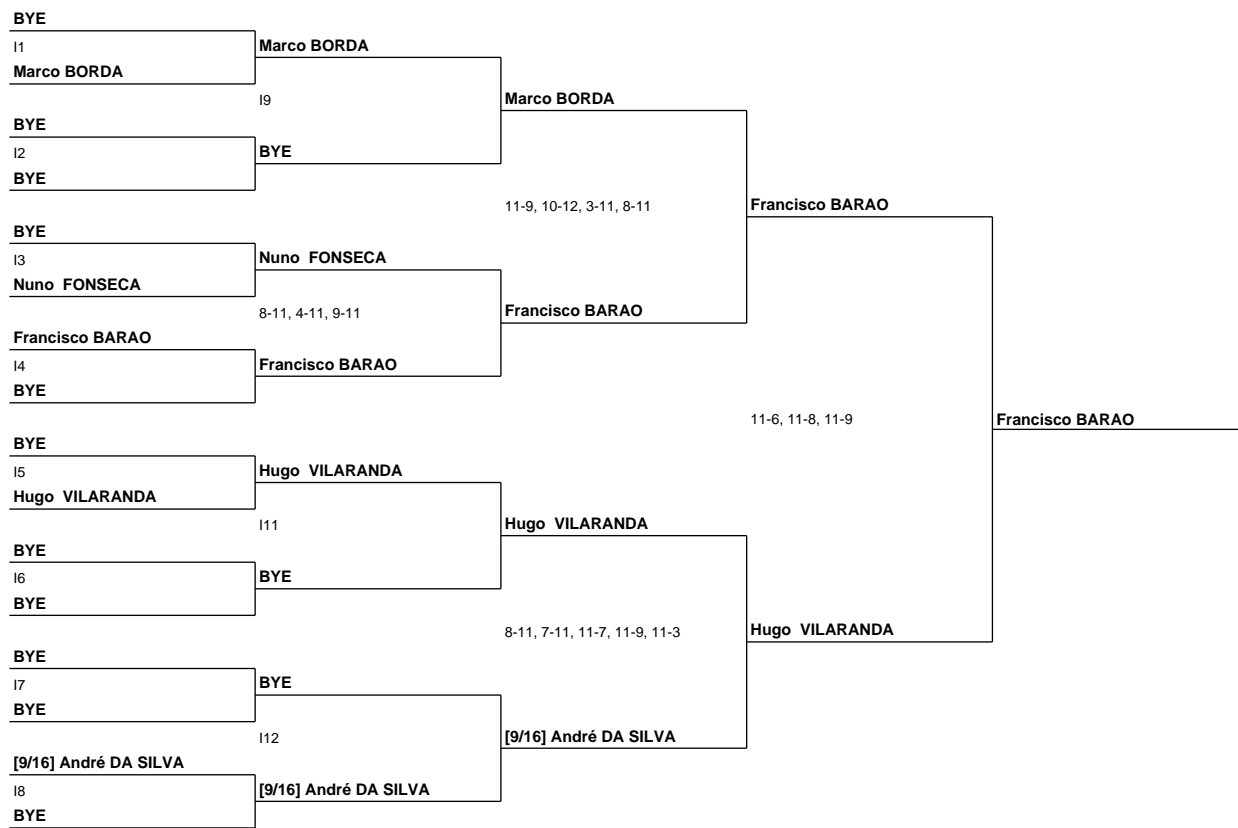 BYE
I1
Marco BORDA
Marco BORDA
I9
Marco BORDA
BYE
I2
BYE
BYE
11-9, 10-12, 3-11, 8-11
Francisco BARAO
BYE
I3
Nuno FONSECA
Nuno FONSECA
8-11, 4-11, 9-11
Francisco BARAO
Francisco BARAO
I4
Francisco BARAO
BYE
11-6, 11-8, 11-9
Francisco BARAO
BYE
I5
Hugo VILARANDA
Hugo VILARANDA
I11
Hugo VILARANDA
BYE
I6
BYE
BYE
8-11, 7-11, 11-7, 11-9, 11-3
Hugo VILARANDA
BYE
I7
BYE
BYE
I12
[9/16] André DA SILVA
[9/16] André DA SILVA
I8
[9/16] André DA SILVA
BYE